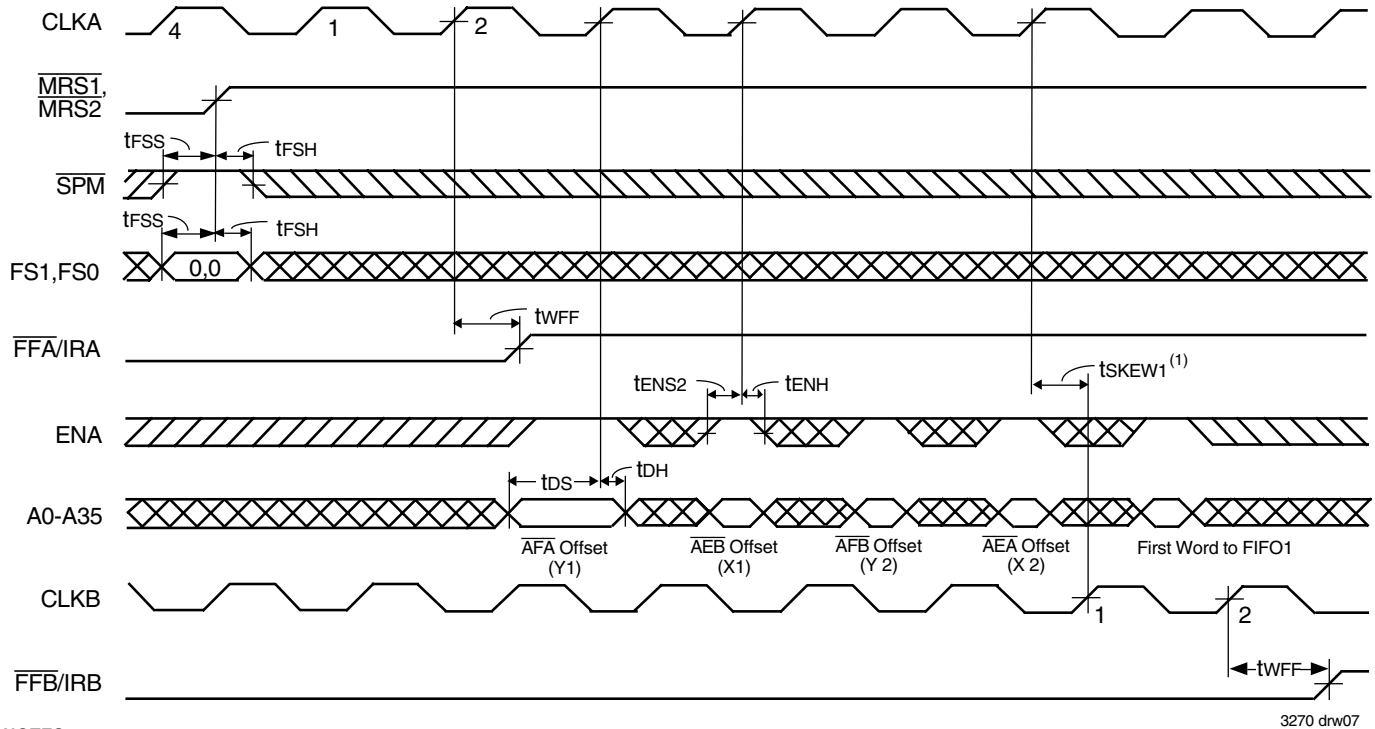 CLKA 4 1 2
MRS1,
MRS2
tFSS tFSH
SPM
tFSS tFSH
FS1,FS0 0,0
tWFF
FFA/IRA
tENS2 tENH tSKEW1(1)
ENA
tDS tDH
A0-A35
AFA Offset AEB Offset AFB Offset AEA Offset First Word to FIFO1
(Y1) (X1) (Y 2) (X 2)
CLKB 1 2
tWFF
FFB/IRB
3270 drw07